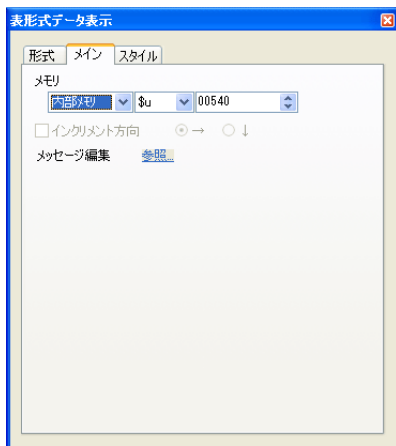 表形式データ表示
形式 メイン スタイル
メモリ
内部メモリ $u 00540
インクリメント方向 → ↓
メッセージ編集 参照...